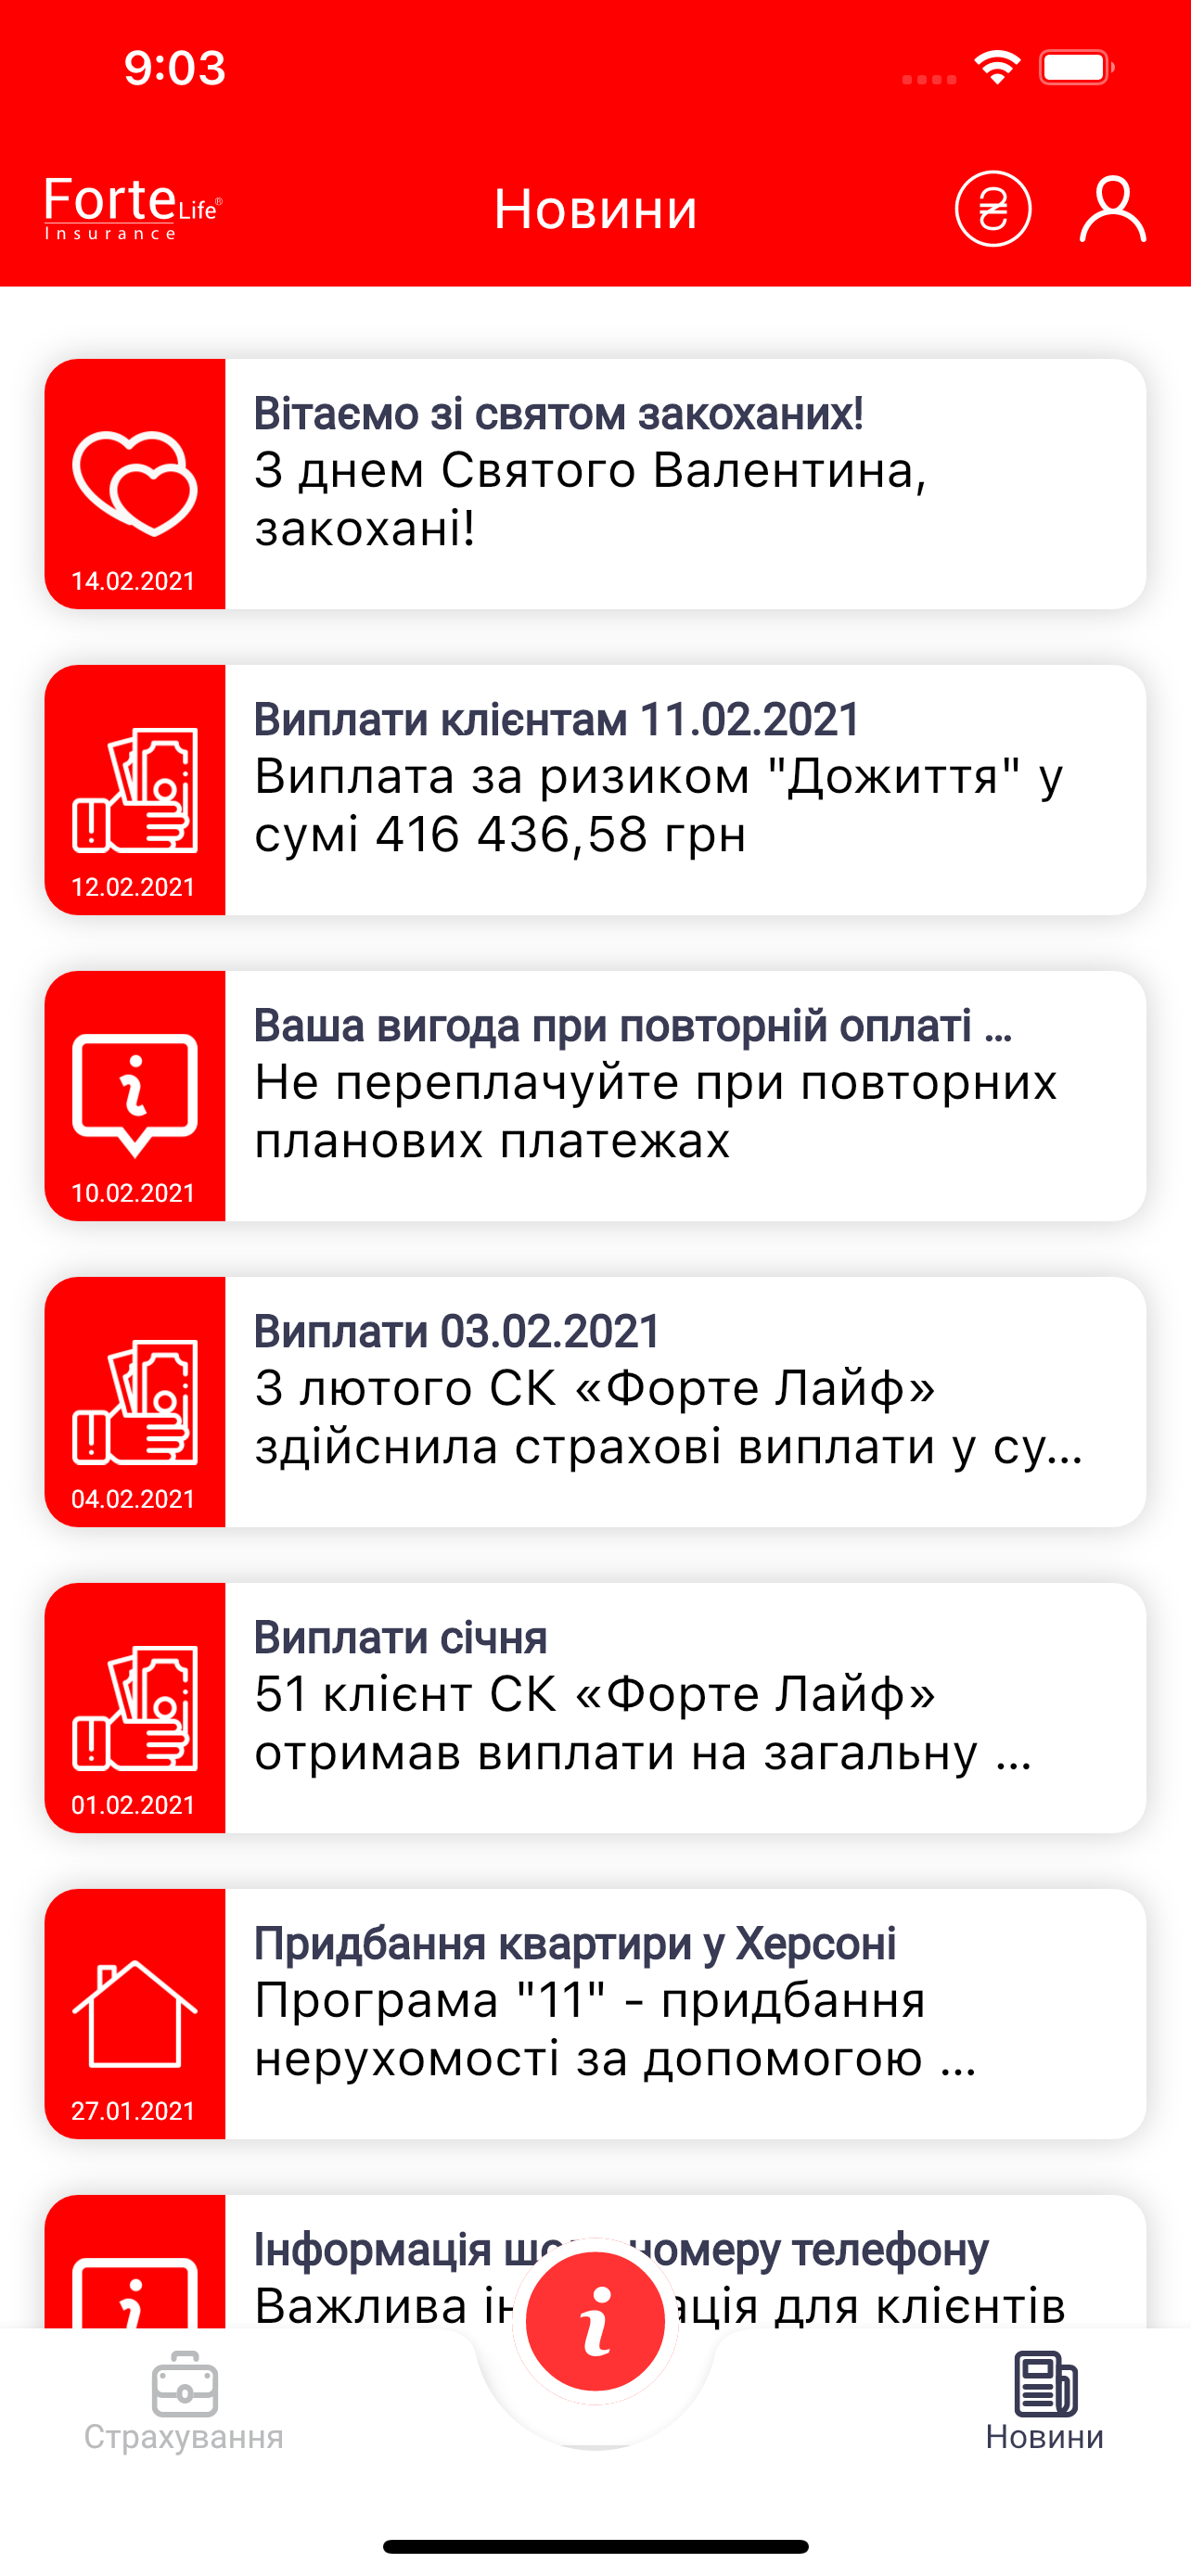 9:03
Forte Life®
Insurance
Новини
Вітаємо зі святом закоханих!
З днем Святого Валентина,
закохані!
14.02.2021
Виплати клієнтам 11.02.2021
Виплата за ризиком "Дожиття" у
сумі 416 436,58 грн
12.02.2021
Ваша вигода при повторній оплаті ...
Не переплачуйте при повторних
планових платежах
10.02.2021
Виплати 03.02.2021
3 лютого СК «Форте Лайф»
здійснила страхові виплати у су...
04.02.2021
Виплати січня
51 клієнт СК «Форте Лайф»
отримав виплати на загальну ...
01.02.2021
Придбання квартири у Херсоні
Програма "11" - придбання
нерухомості за допомогою ...
27.01.2021
Інформація номеру телефону
Важлива для клієнтів
Страхування
Новини